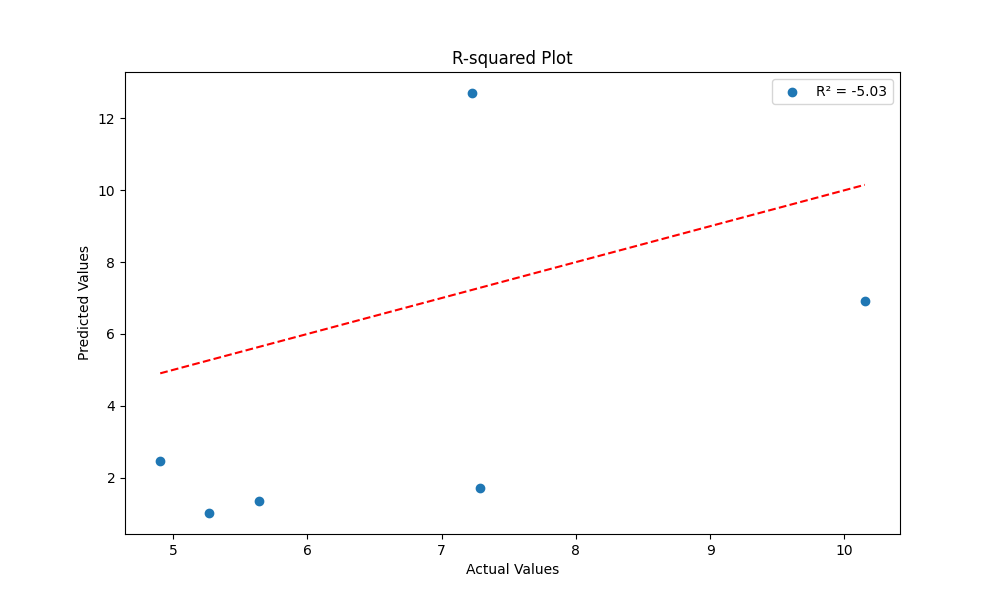 R-squared Plot
R² = -5.03
12
10
8
6
4
2
Predicted Values
5 6 7 8 9 10
Actual Values